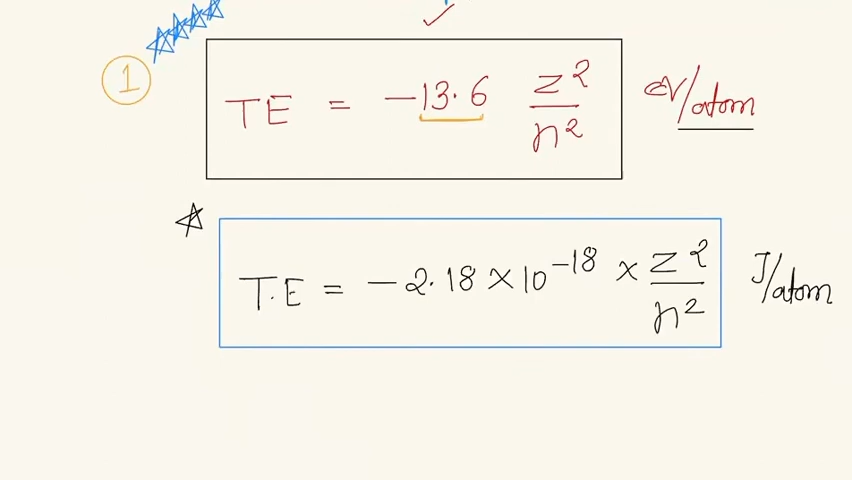 1
TE = -13.6 z²/n² eV/atom
T.E = -2.18 × 10⁻¹⁸ × z²/n² J/atom